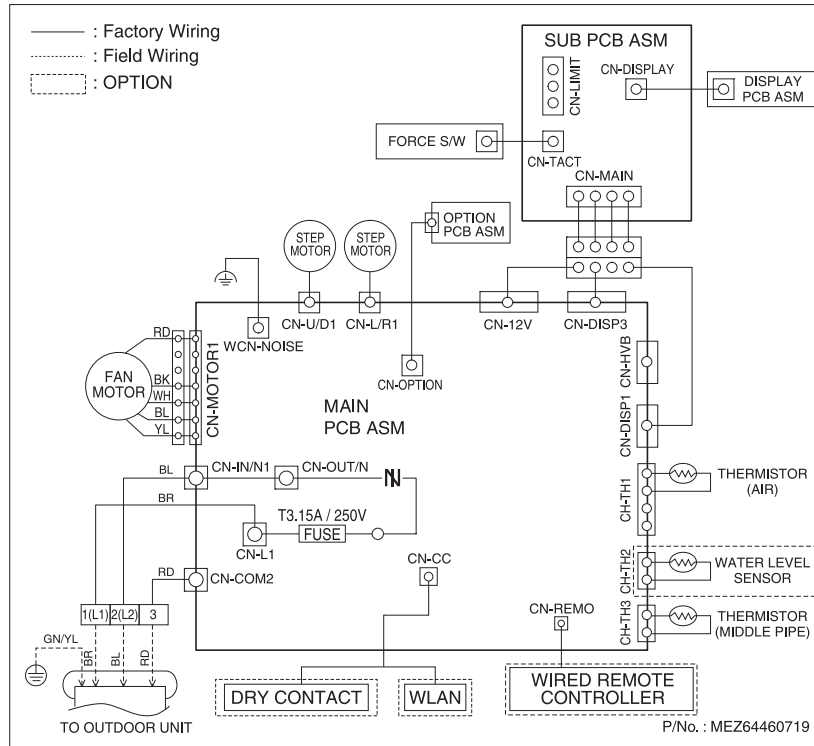 : Factory Wiring
: Field Wiring
: OPTION
SUB PCB ASM
CN-LIMIT
CN-DISPLAY
DISPLAY
PCB ASM
FORCE S/W
CN-TACT
CN-MAIN
OPTION
PCB ASM
STEP
MOTOR
STEP
MOTOR
CN-U/D1
CN-L/R1
CN-12V
CN-DISP3
WCN-NOISE
CN-OPTION
CN-HVB
CN-DISP1
RD
BK
WH
BL
YL
FAN
MOTOR
CN-MOTOR1
MAIN
PCB ASM
BL
CN-IN/N1
CN-OUT/N
BR
T3.15A / 250V
FUSE
CN-L1
CH-TH1
THERMISTOR
(AIR)
CH-TH2
WATER LEVEL
SENSOR
CH-TH3
THERMISTOR
(MIDDLE PIPE)
RD
CN-COM2
CN-CC
CN-REMO
1(L1)
2(L2)
3
GN/YL
BR
BL
RD
TO OUTDOOR UNIT
DRY CONTACT
WLAN
WIRED REMOTE
CONTROLLER
P/No. : MEZ64460719